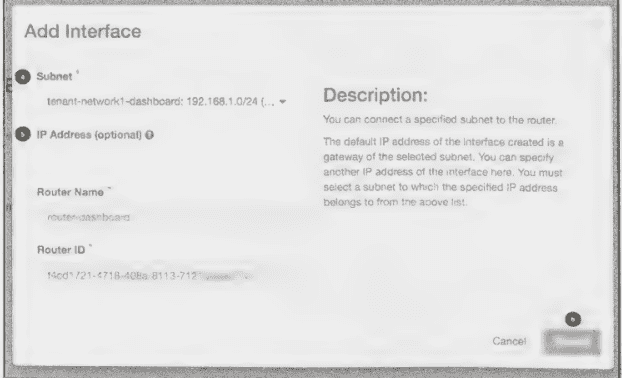 Add Interface
Subnet *
tenant-network1-dashboard: 192.168.1.0/24 (...
IP Address (optional)
Router Name *
router-dashboard
Router ID *
Description:
You can connect a specified subnet to the router.
The default IP address of the interface created is a
gateway of the selected subnet. You can specify
another IP address of the interface here. You must
select a subnet to which the specified IP address
belongs to from the above list.
Cancel